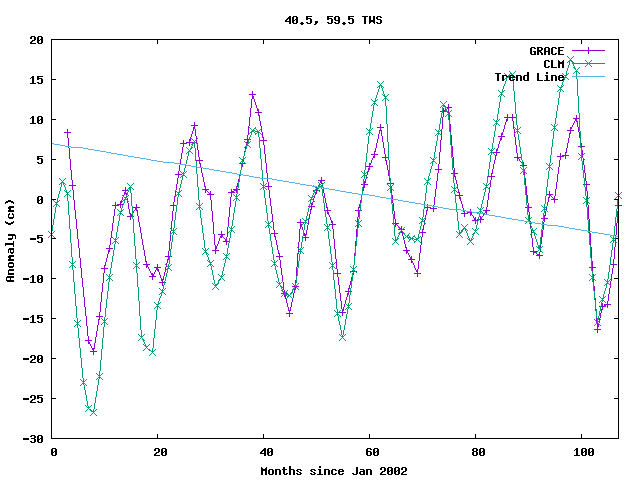 40.5, 59.5 TWS
GRACE
CLM
Trend Line
20
15
10
5
0
-5
-10
-15
-20
-25
-30
Anomaly (cm)
0 20 40 60 80 100
Months since Jan 2002